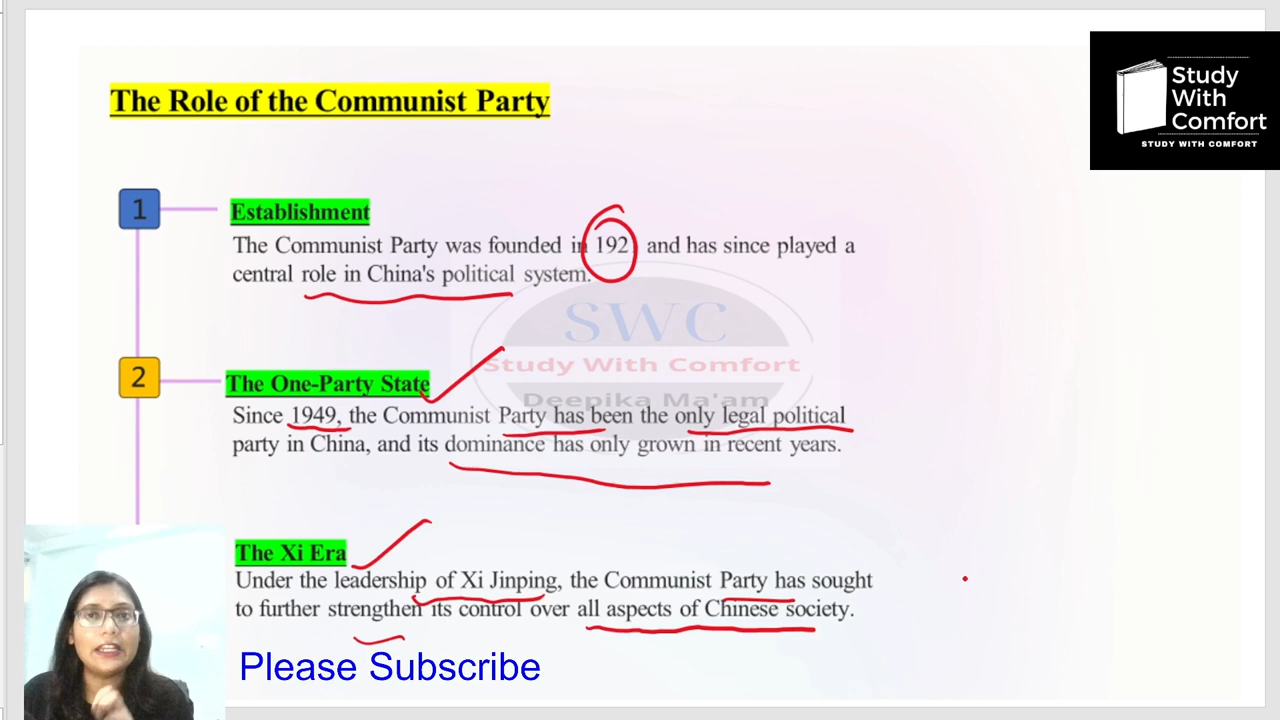 The Role of the Communist Party
Study
With
Comfort
STUDY WITH COMFORT
1
Establishment
The Communist Party was founded in 192 and has since played a
central role in China's political system.
SWC
Study With Comfort
Deepika Ma'am
2
The One-Party State
Since 1949, the Communist Party has been the only legal political
party in China, and its dominance has only grown in recent years.
The Xi Era
Under the leadership of Xi Jinping, the Communist Party has sought
to further strengthen its control over all aspects of Chinese society.
Please Subscribe